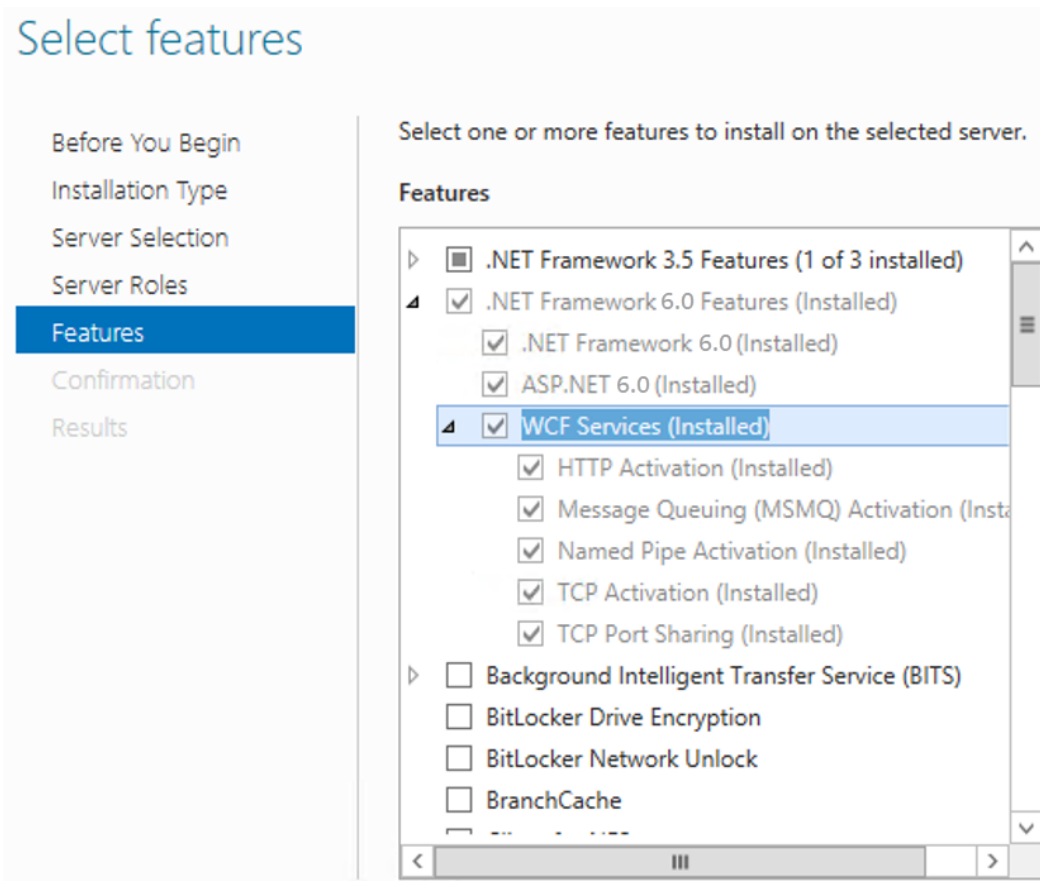 Select features
Before You Begin
Installation Type
Server Selection
Server Roles
Features
Confirmation
Results
Select one or more features to install on the selected server.
Features
.NET Framework 3.5 Features (1 of 3 installed)
.NET Framework 6.0 Features (Installed)
.NET Framework 6.0 (Installed)
ASP.NET 6.0 (Installed)
WCF Services (Installed)
HTTP Activation (Installed)
Message Queuing (MSMQ) Activation (Insta
Named Pipe Activation (Installed)
TCP Activation (Installed)
TCP Port Sharing (Installed)
Background Intelligent Transfer Service (BITS)
BitLocker Drive Encryption
BitLocker Network Unlock
BranchCache